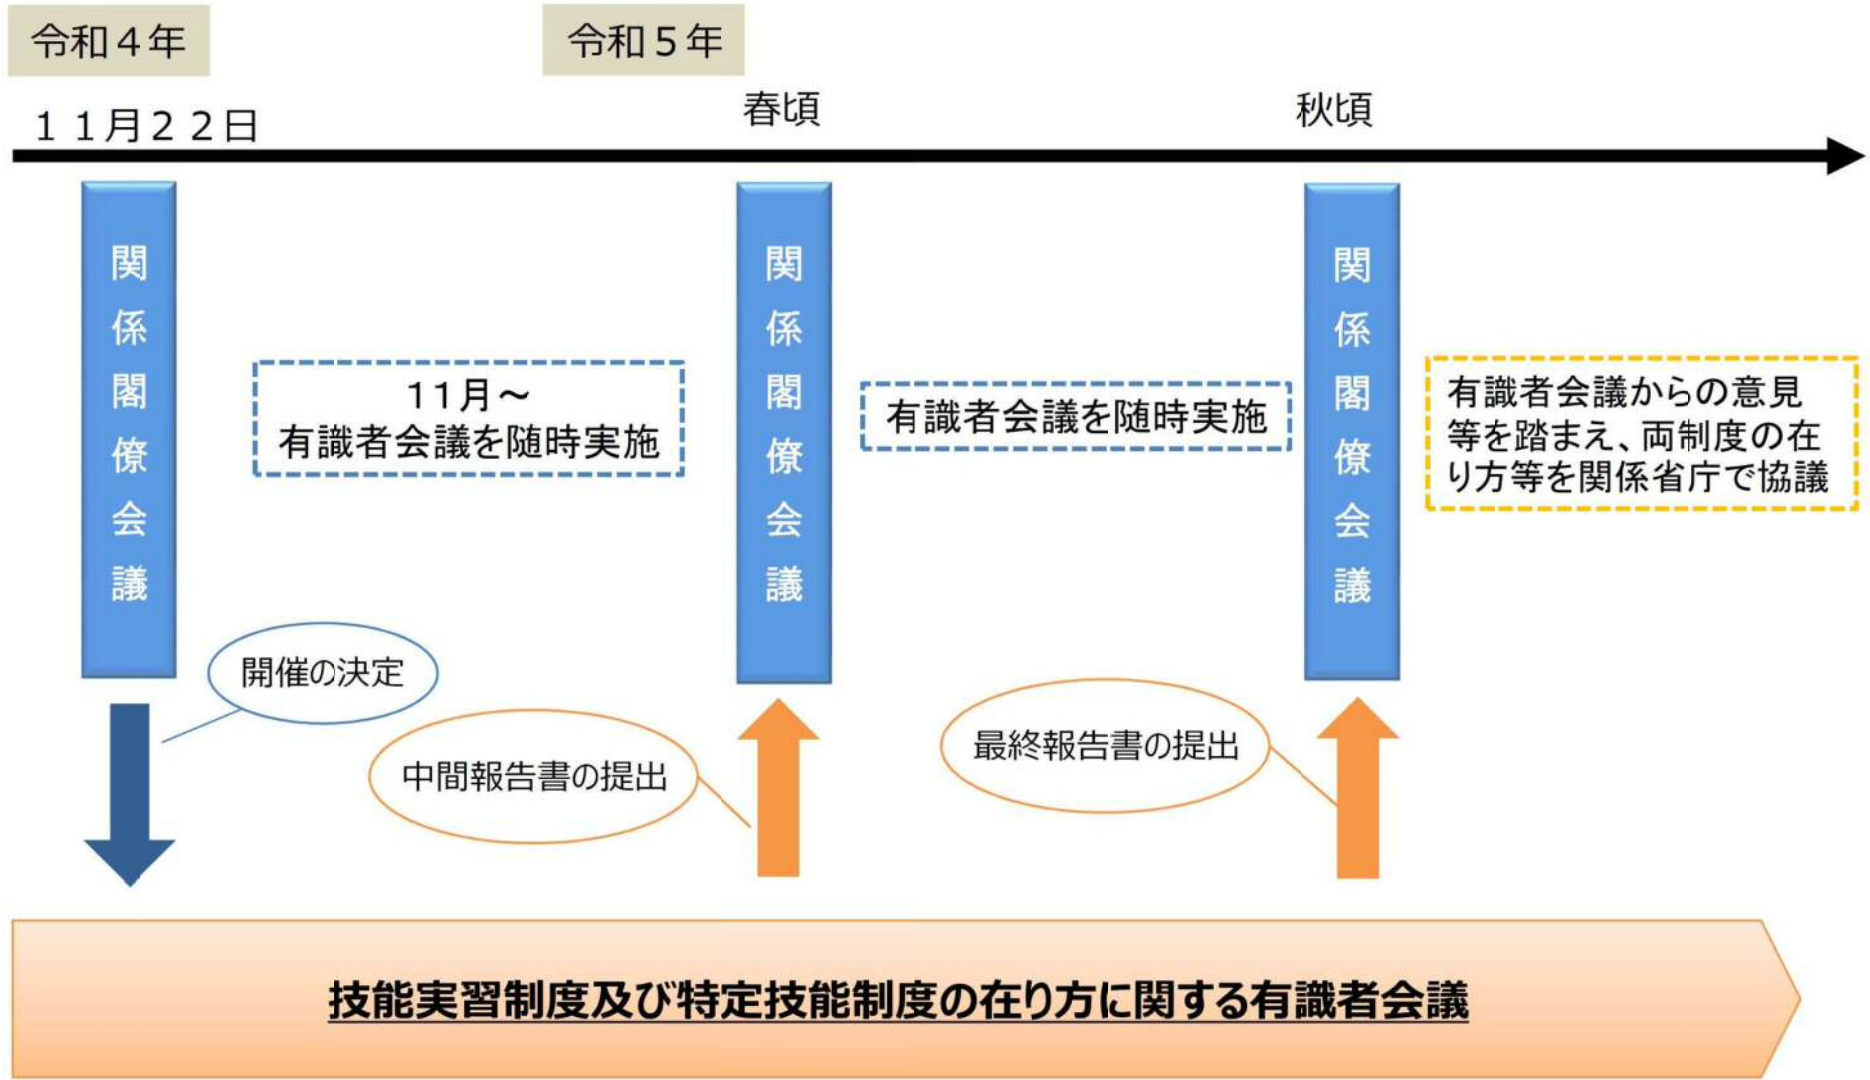 令和４年
令和５年
１１月２２日
春頃
秋頃
関係閣僚会議
関係閣僚会議
関係閣僚会議
11月～
有識者会議を随時実施
有識者会議を随時実施
有識者会議からの意見
等を踏まえ、両制度の在
り方等を関係省庁で協議
開催の決定
中間報告書の提出
最終報告書の提出
技能実習制度及び特定技能制度の在り方に関する有識者会議